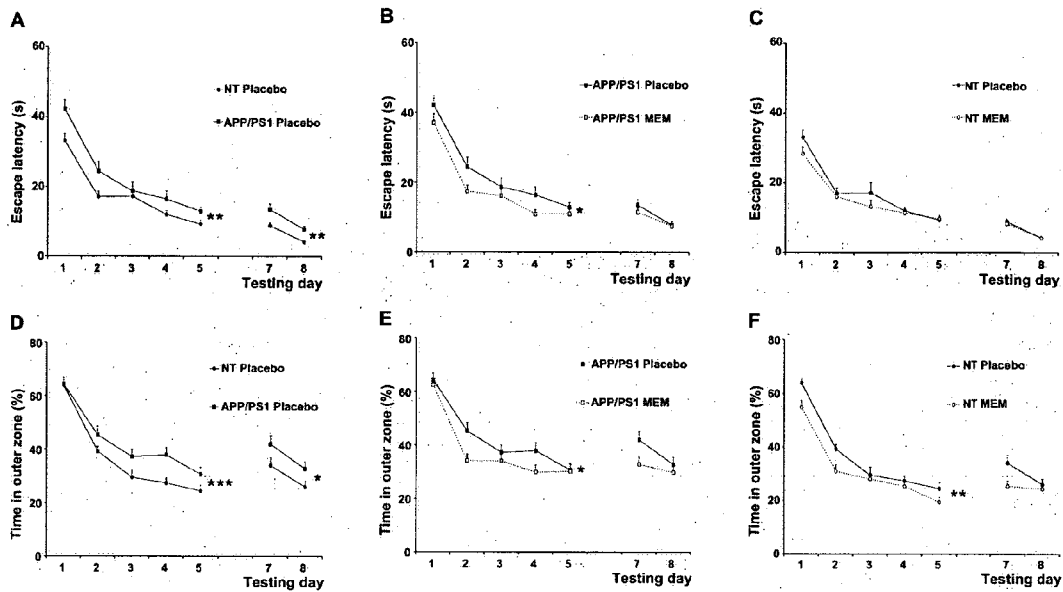 A
Escape latency (s)
60
40
20
0
NT Placebo
APP/PS1 Placebo
**
**
1 2 3 4 5 7 8
Testing day
B
Escape latency (s)
60
40
20
0
APP/PS1 Placebo
APP/PS1 MEM
*
1 2 3 4 5 7 8
Testing day
C
Escape latency (s)
60
40
20
0
NT Placebo
NT MEM
1 2 3 4 5 7 8
Testing day
D
Time in outer zone (%)
80
60
40
20
0
NT Placebo
APP/PS1 Placebo
***
*
1 2 3 4 5 7 8
Testing day
E
Time in outer zone (%)
80
60
40
20
0
APP/PS1 Placebo
APP/PS1 MEM
*
1 2 3 4 5 7 8
Testing day
F
Time in outer zone (%)
80
60
40
20
0
NT Placebo
NT MEM
**
1 2 3 4 5 7 8
Testing day